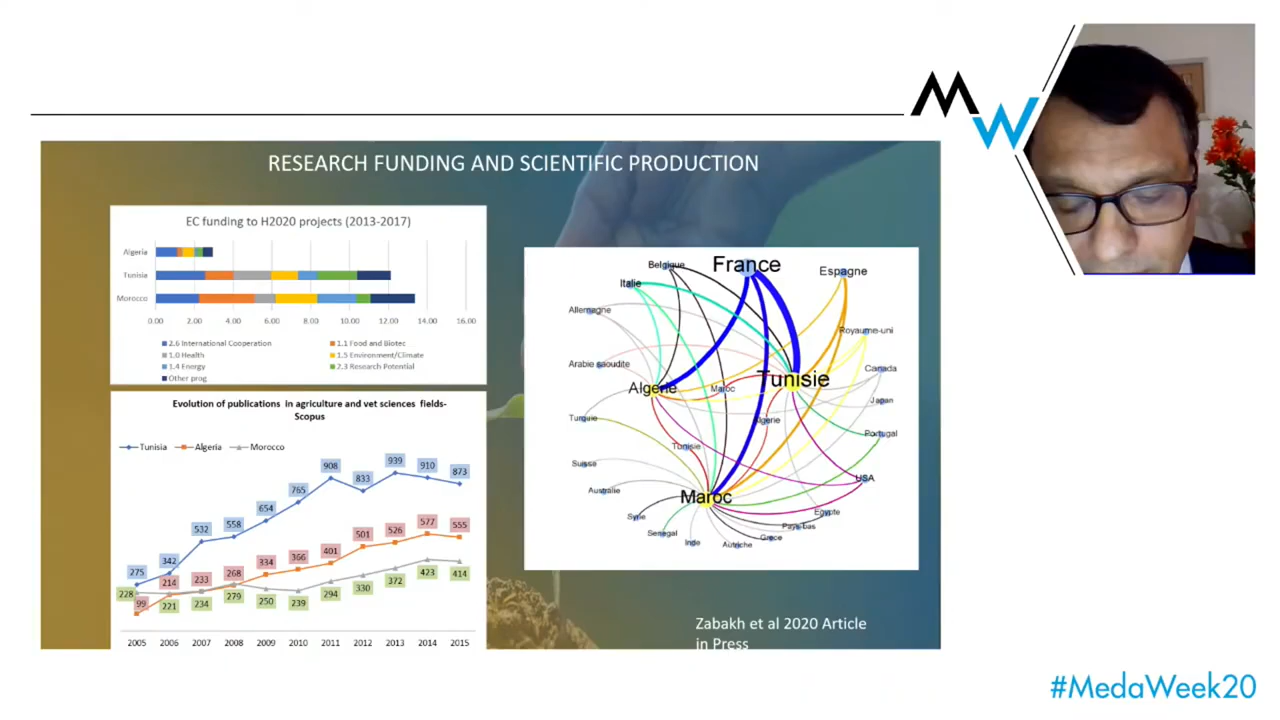 MW
RESEARCH FUNDING AND SCIENTIFIC PRODUCTION
EC funding to H2020 projects (2013-2017)
Algeria
Tunisia
Morocco
0.00 2.00 4.00 6.00 8.00 10.00 12.00 14.00 16.00
2.6 International Cooperation 1.1 Food and Biotec
1.0 Health 1.5 Environment/Climate
1.4 Energy 2.3 Research Potential
Other prog
Evolution of publications in agriculture and vet sciences fields-
Scopus
Tunisia Algeria Morocco
275 342 532 558 654 765 908 833 939 910 873
99 214 233 268 334 366 401 501 526 577 555
228 221 234 279 250 239 294 330 372 423 414
2005 2006 2007 2008 2009 2010 2011 2012 2013 2014 2015
Belgique
France
Espagne
Italie
Allemagne
Royaume-uni
Arabie saoudite
Canada
Algerie
Maroc
Tunisie
Japan
Turquie
Algerie
Portugal
Tunisie
Suisse
USA
Australie
Maroc
Syrie
Egypte
Senegal
Pays-bas
Inde
Autriche
Grece
Zabakh et al 2020 Article
in Press
#MedaWeek20